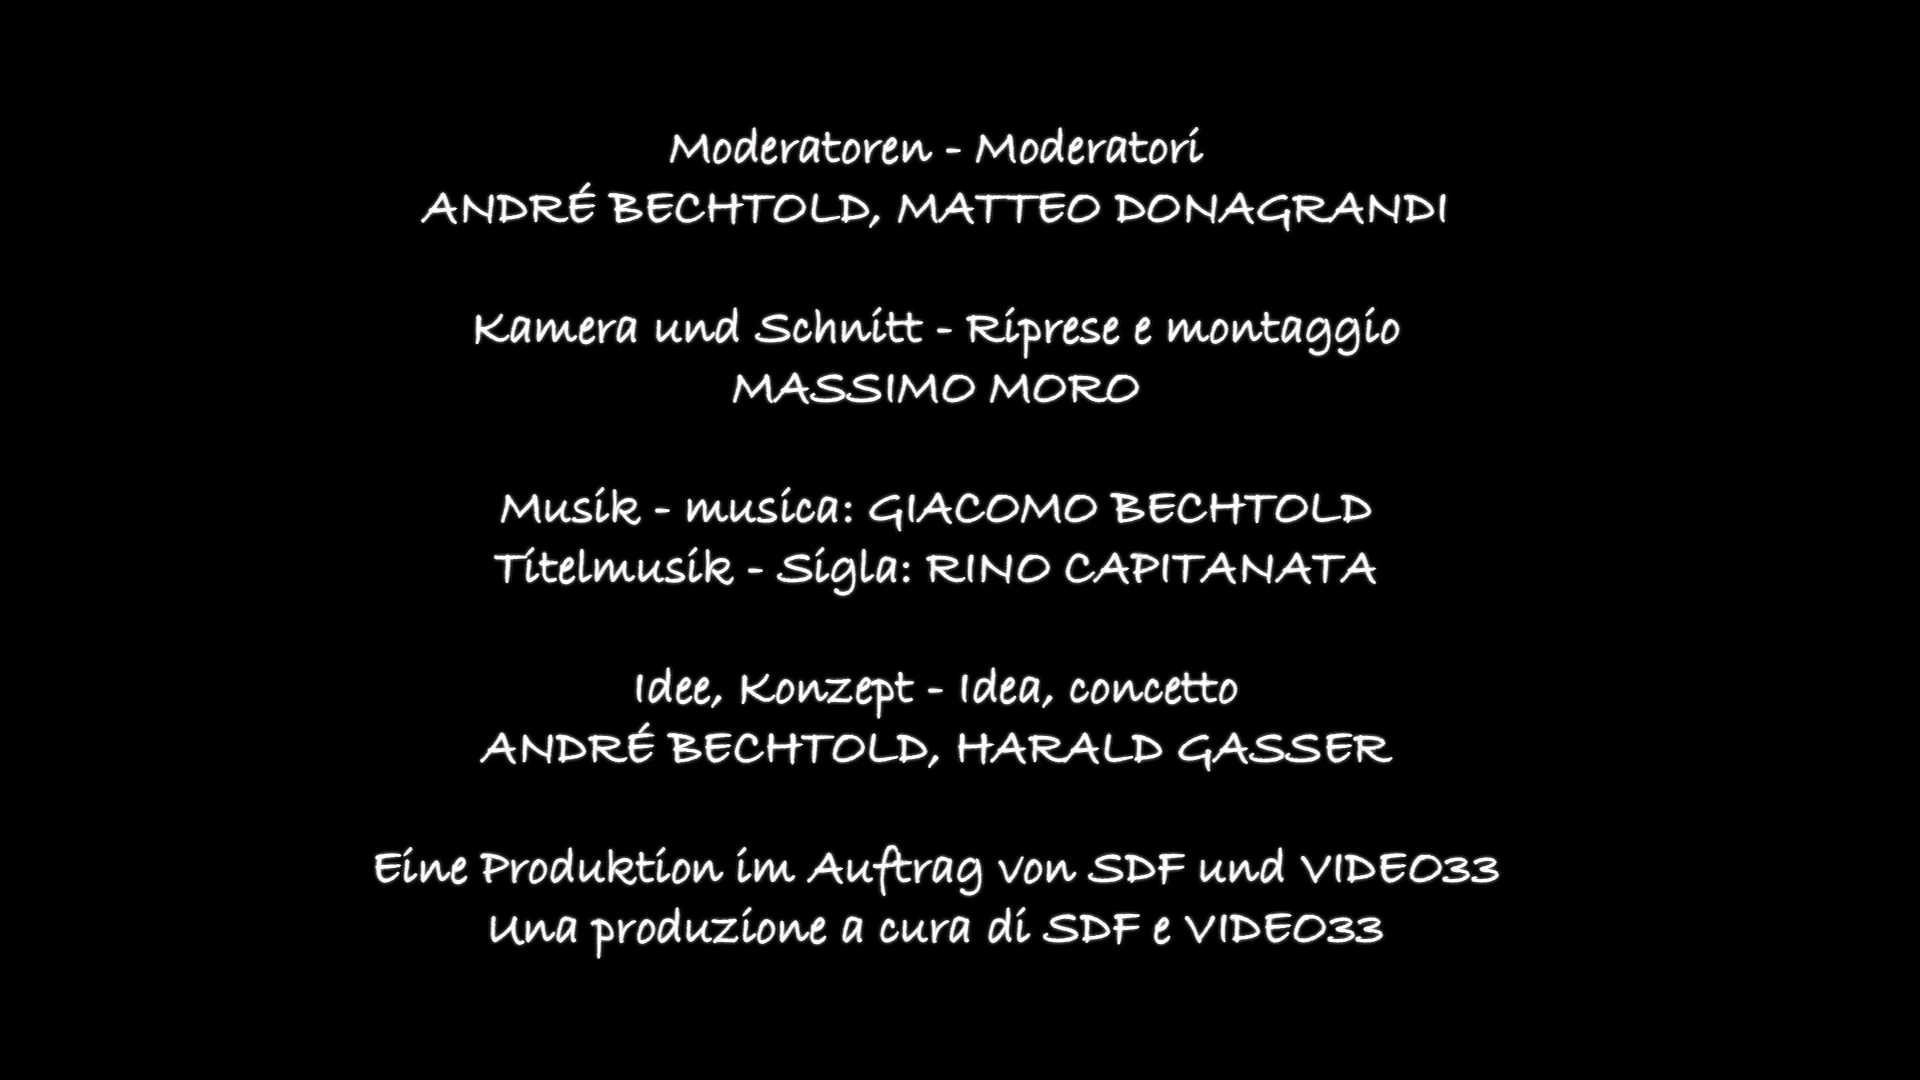 Moderatoren - Moderatori
ANDRÉ BECHTOLD, MATTEO DONAGRANDI
Kamera und Schnitt - Riprese e montaggio
MASSIMO MORO
Musik - musica: GIACOMO BECHTOLD
Titelmusik - Sigla: RINO CAPITANATA
Idee, Konzept - Idea, concetto
ANDRÉ BECHTOLD, HARALD GASSER
Eine Produktion im Auftrag von SDF und VIDEO33
Una produzione a cura di SDF e VIDEO33